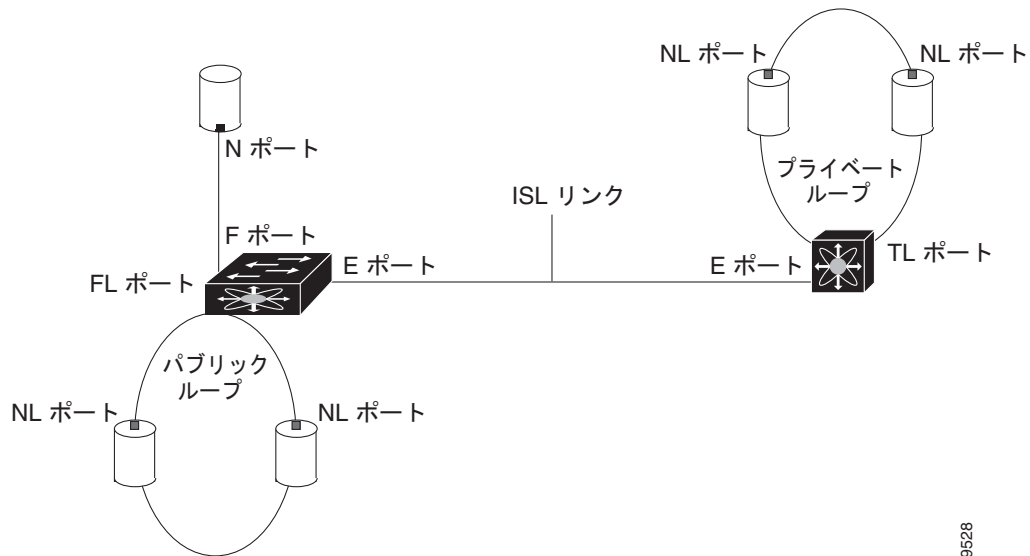 NL ポート
NL ポート
N ポート
プライベート
ループ
ISL リンク
F ポート
E ポート
E ポート
TL ポート
FL ポート
パブリック
ループ
NL ポート
NL ポート
9528